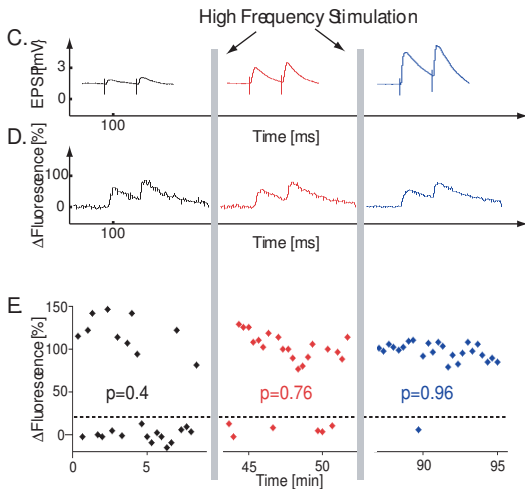 High Frequency Stimulation
C.
EPSP[mV]
3
0
100
Time [ms]
D.
ΔFluorescence [%]
100
0
100
Time [ms]
E
ΔFluorescence [%]
150
100
50
0
p=0.4
p=0.76
p=0.96
0 5 45 50 90 95
Time [min]